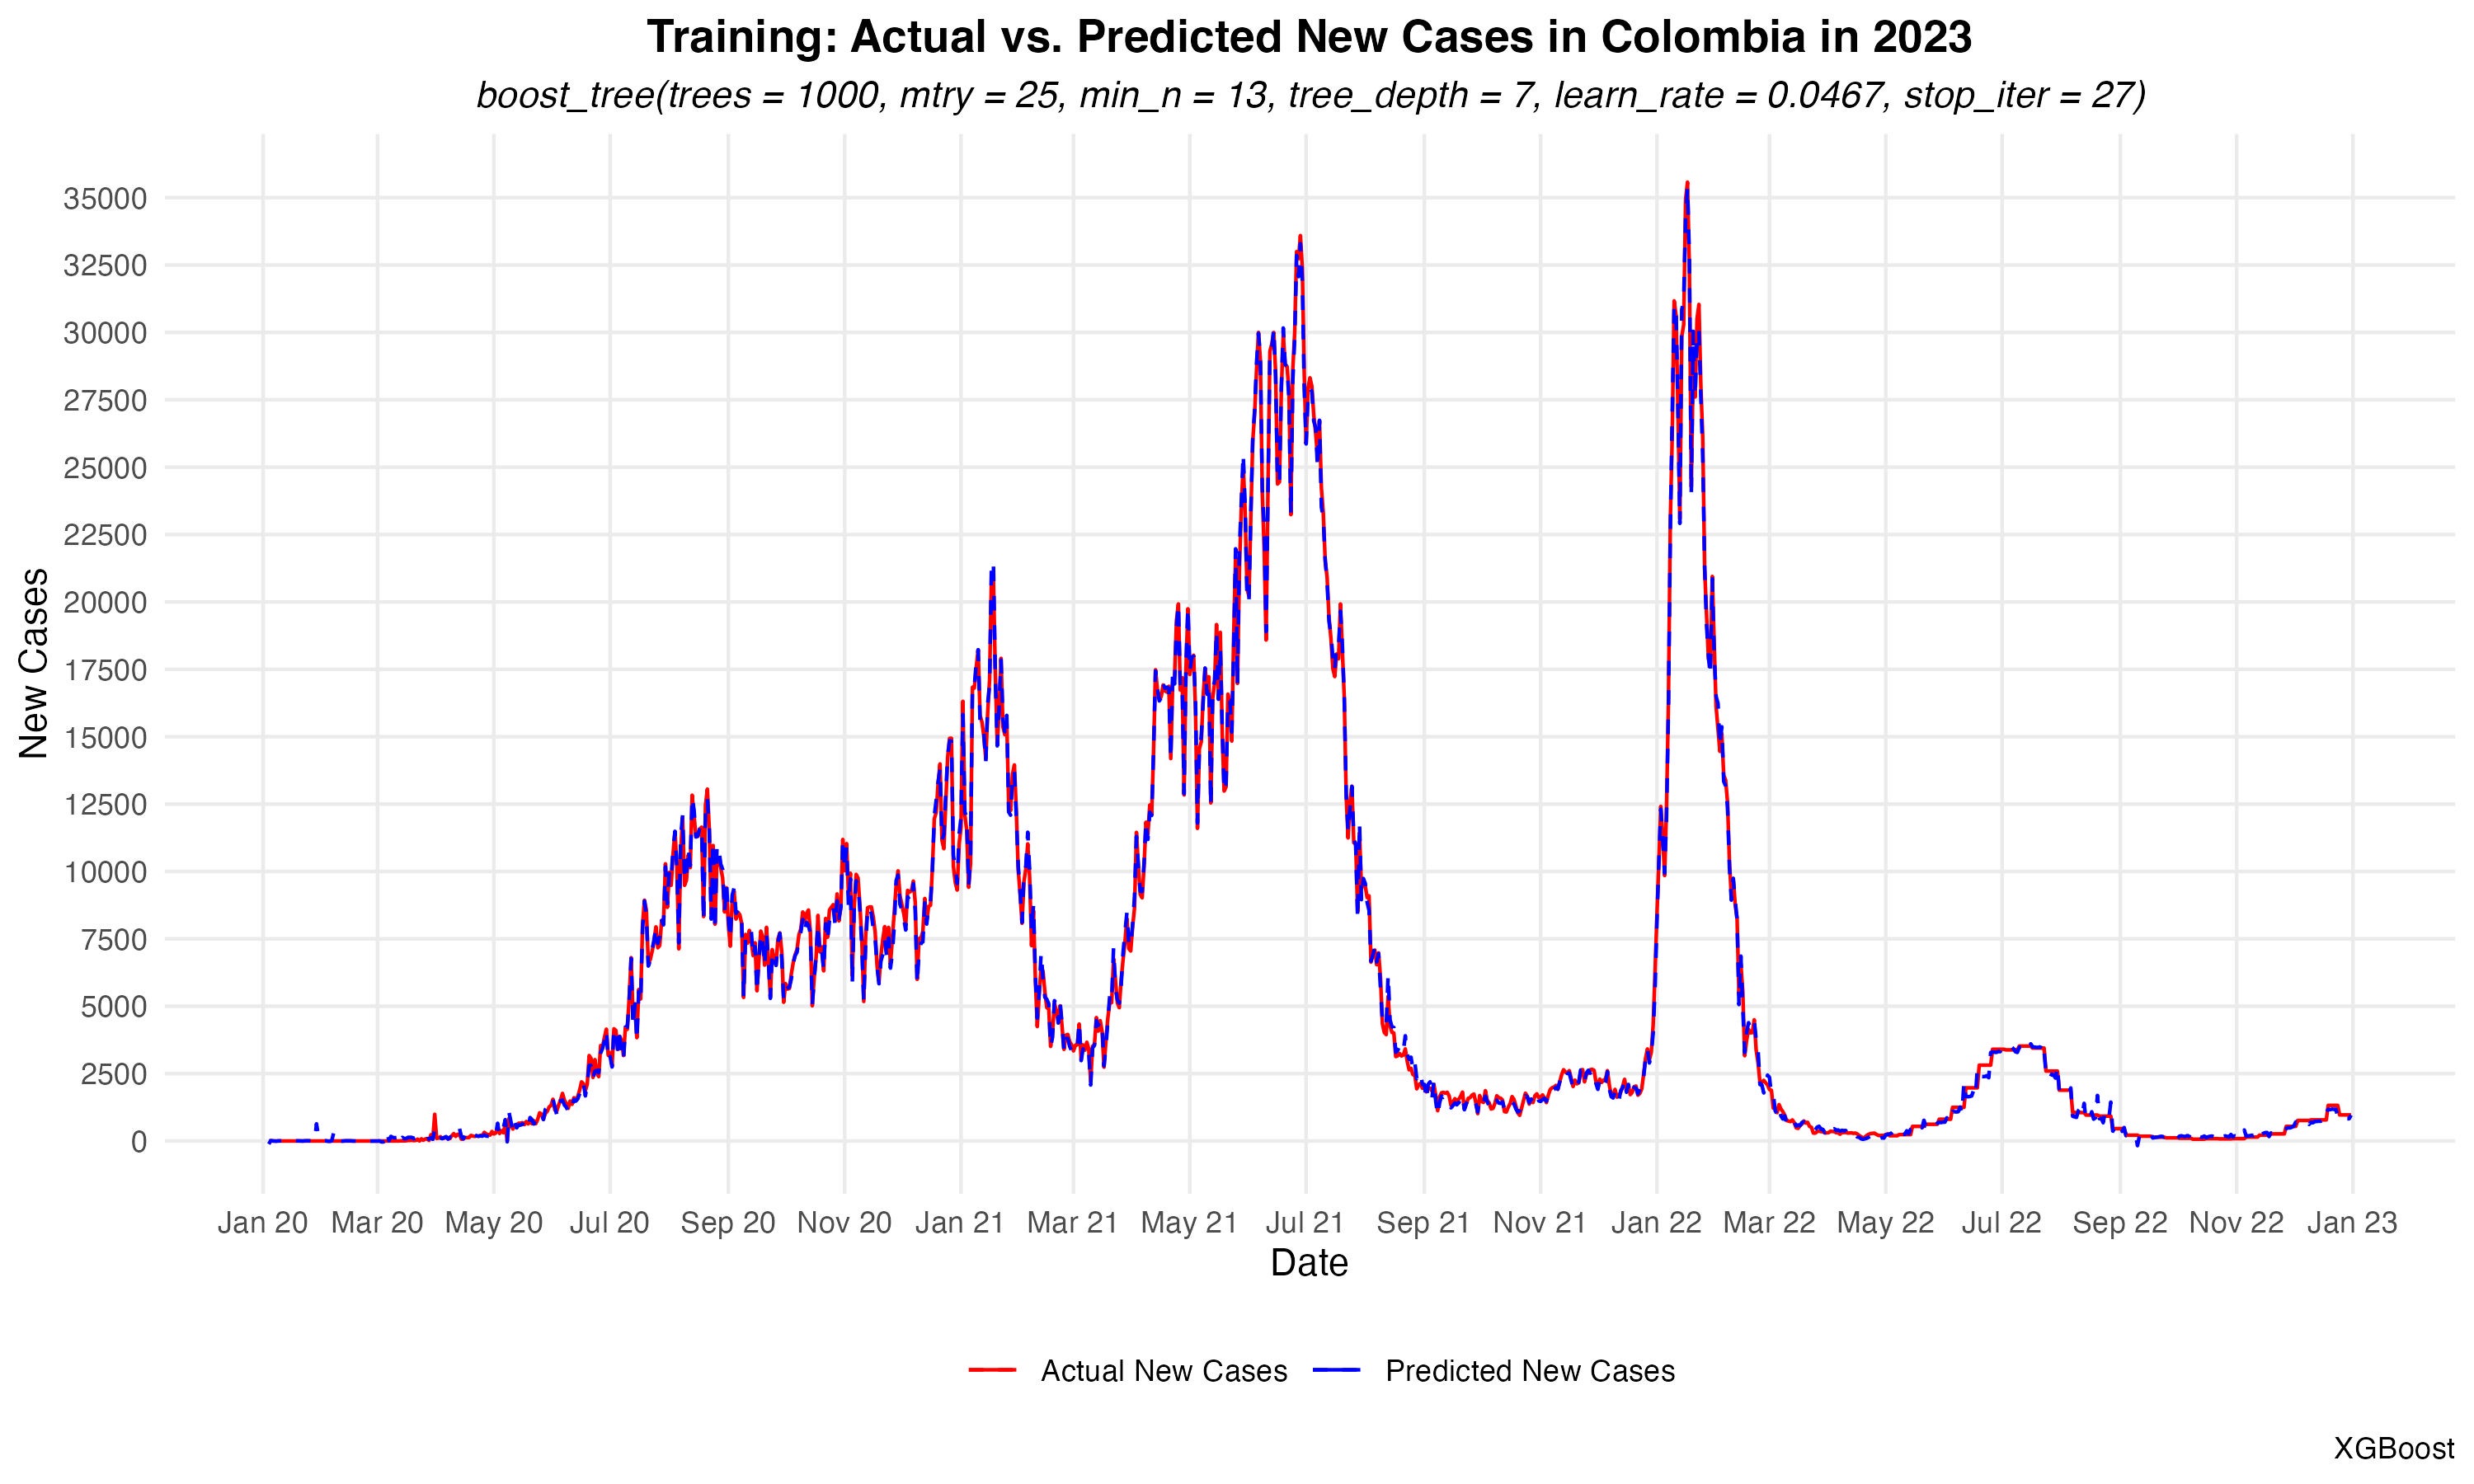 Training: Actual vs. Predicted New Cases in Colombia in 2023
boost_tree(trees = 1000, mtry = 25, min_n = 13, tree_depth = 7, learn_rate = 0.0467, stop_iter = 27)
New Cases
35000
32500
30000
27500
25000
22500
20000
17500
15000
12500
10000
7500
5000
2500
0
Jan 20 Mar 20 May 20 Jul 20 Sep 20 Nov 20 Jan 21 Mar 21 May 21 Jul 21 Sep 21 Nov 21 Jan 22 Mar 22 May 22 Jul 22 Sep 22 Nov 22 Jan 23
Date
Actual New Cases Predicted New Cases
XGBoost